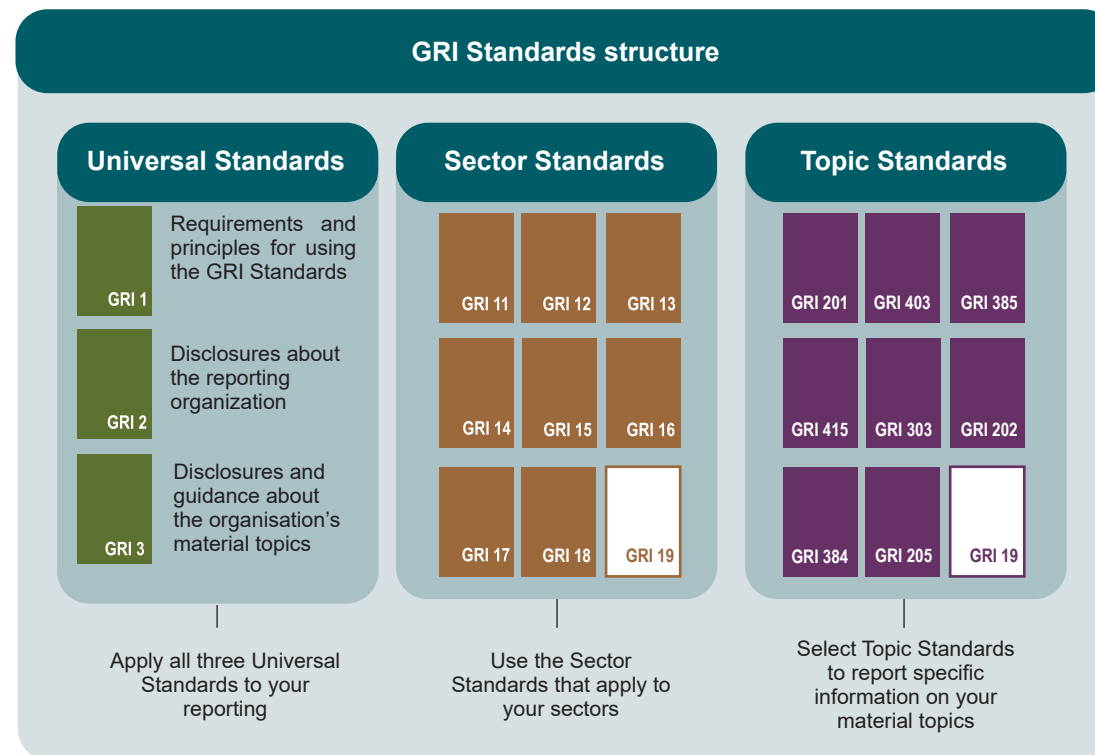 GRI Standards structure
Universal Standards
Requirements and
principles for using
the GRI Standards
GRI 1
Disclosures about
the reporting
organization
GRI 2
Disclosures and
guidance about
the organisation’s
material topics
GRI 3
Apply all three Universal
Standards to your
reporting
Sector Standards
GRI 11 GRI 12 GRI 13
GRI 14 GRI 15 GRI 16
GRI 17 GRI 18 GRI 19
Use the Sector
Standards that apply to
your sectors
Topic Standards
GRI 201 GRI 403 GRI 385
GRI 415 GRI 303 GRI 202
GRI 384 GRI 205 GRI 19
Select Topic Standards
to report specific
information on your
material topics